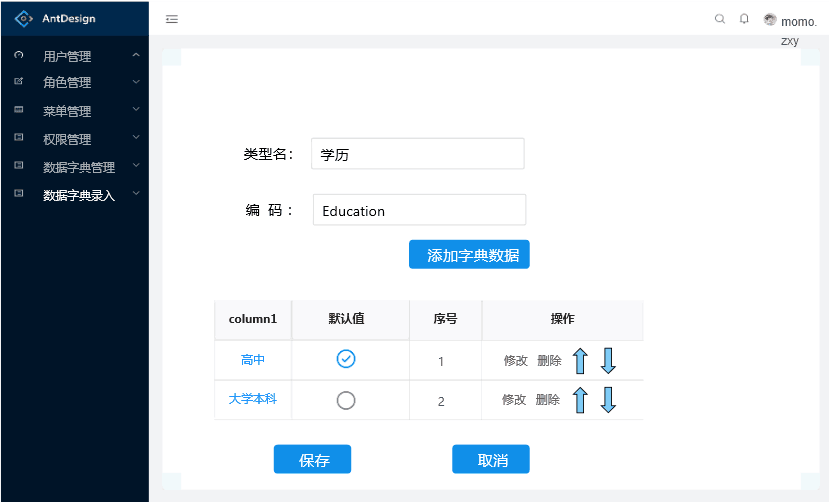 AntDesign
momo.
zxy
用户管理
角色管理
菜单管理
权限管理
数据字典管理
数据字典录入
类型名： 学历
编 码： Education
添加字典数据
column1 默认值 序号 操作
高中 1 修改 删除
大学本科 2 修改 删除
保存 取消